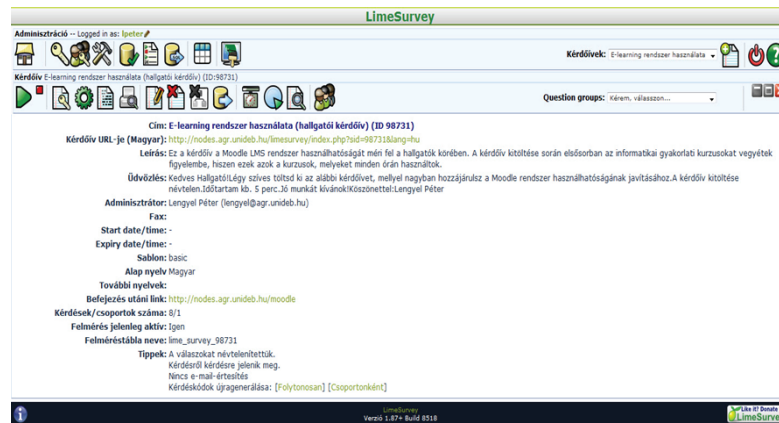 LimeSurvey
Adminisztráció -- Logged in as: lpeter
Kérdőívek: E-learning rendszer használata
Kérdőív E-learning rendszer használata (hallgatói kérdőív) (ID:98731)
Question groups: Kérem, válasszon...
Cím: E-learning rendszer használata (hallgatói kérdőív) (ID 98731)
Kérdőív URL-je (Magyar): http://nodes.agr.unideb.hu/limesurvey/index.php?sid=98731&lang=hu
Leírás: Ez a kérdőív a Moodle LMS rendszer használhatóságát méri fel a hallgatók körében. A kérdőív kitöltése során elsősorban az informatikai gyakorlati kurzusokat vegyétek
figyelembe, hiszen ezek azok a kurzusok, melyeket minden órán használtok.
Üdvözlés: Kedves Hallgató!Légy szíves töltsd ki az alábbi kérdőívet, mellyel nagyban hozzájárulsz a Moodle rendszer használhatóságának javításához.A kérdőív kitöltése
névtelen.Időtartam kb. 5 perc.Jó munkát kívánok!Köszönettel:Lengyel Péter
Adminisztrátor: Lengyel Péter (lengyel@agr.unideb.hu)
Fax:
Start date/time: -
Expiry date/time: -
Sablon: basic
Alap nyelv Magyar
További nyelvek:
Befejezés utáni link: http://nodes.agr.unideb.hu/moodle
Kérdések/csoportok száma: 8/1
Felmérés jelenleg aktív: Igen
Felméréstábla neve: lime_survey_98731
Tippek: A válaszokat névtelenítettük.
Kérdésről kérdésre jelenik meg.
Nincs e-mail-értesítés
Kérdéskódok újragenerálása: [Folytonosan] [Csoportonként]
LimeSurvey
Verzió 1.87+ Build 8518
Like it? Donate
LimeSurve